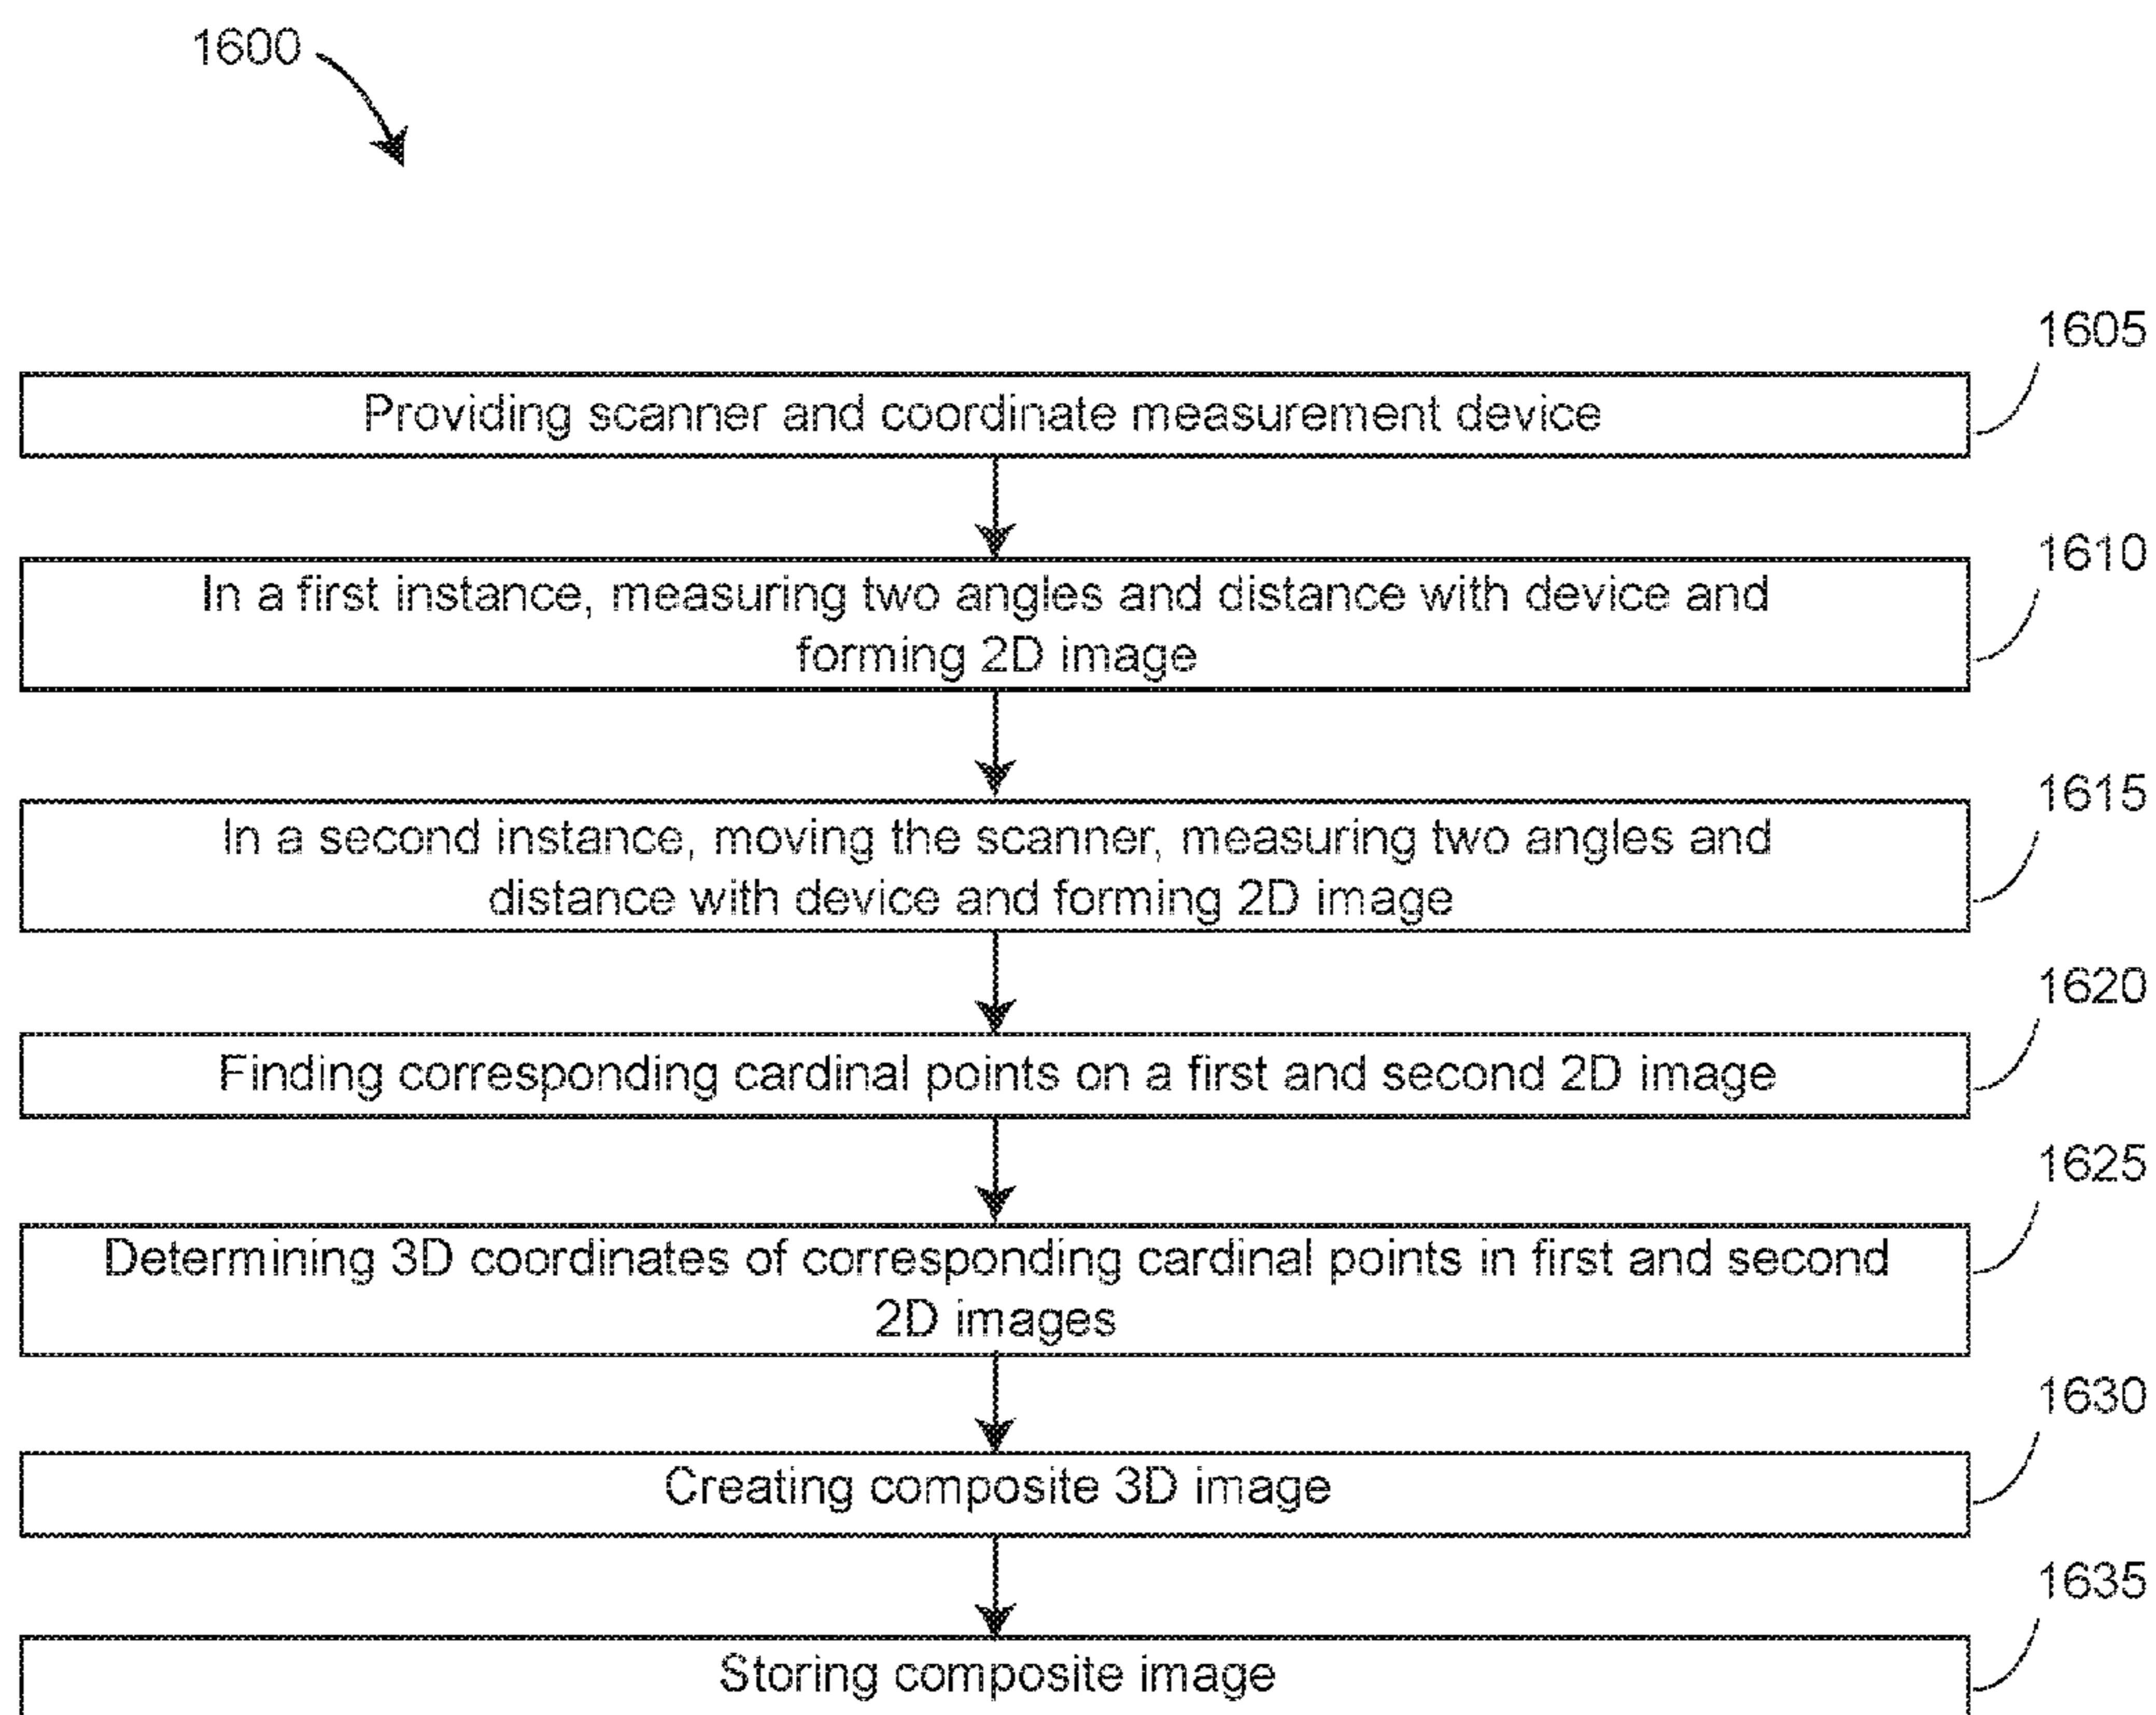 1600
1605
Providing scanner and coordinate measurement device
1610
In a first instance, measuring two angles and distance with device and
forming 2D image
1615
In a second instance, moving the scanner, measuring two angles and
distance with device and forming 2D image
1620
Finding corresponding cardinal points on a first and second 2D image
1625
Determining 3D coordinates of corresponding cardinal points in first and second
2D images
1630
Creating composite 3D image
1635
Storing composite image